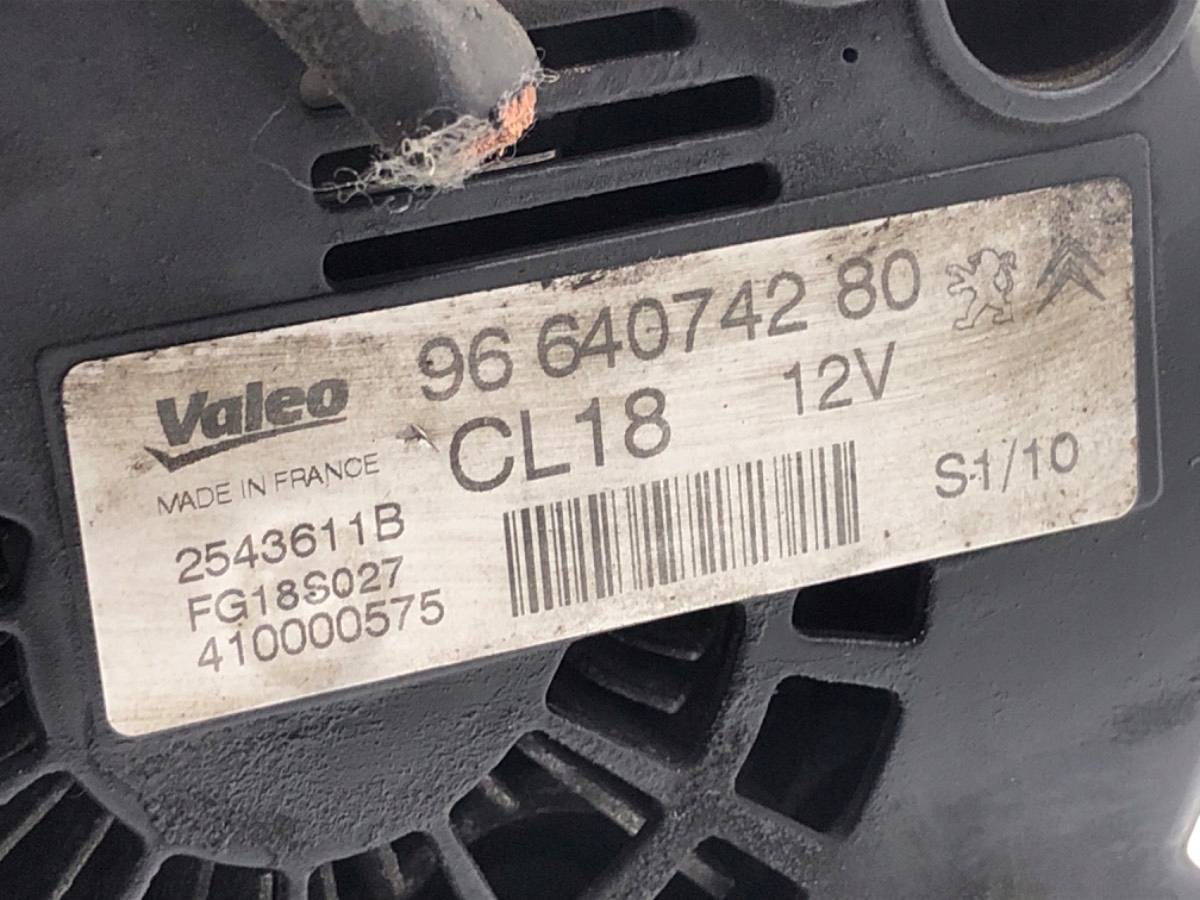 96 640742 80
Valeo
CL18 12V
MADE IN FRANCE
S1/10
2543611B
FG18S027
410000575